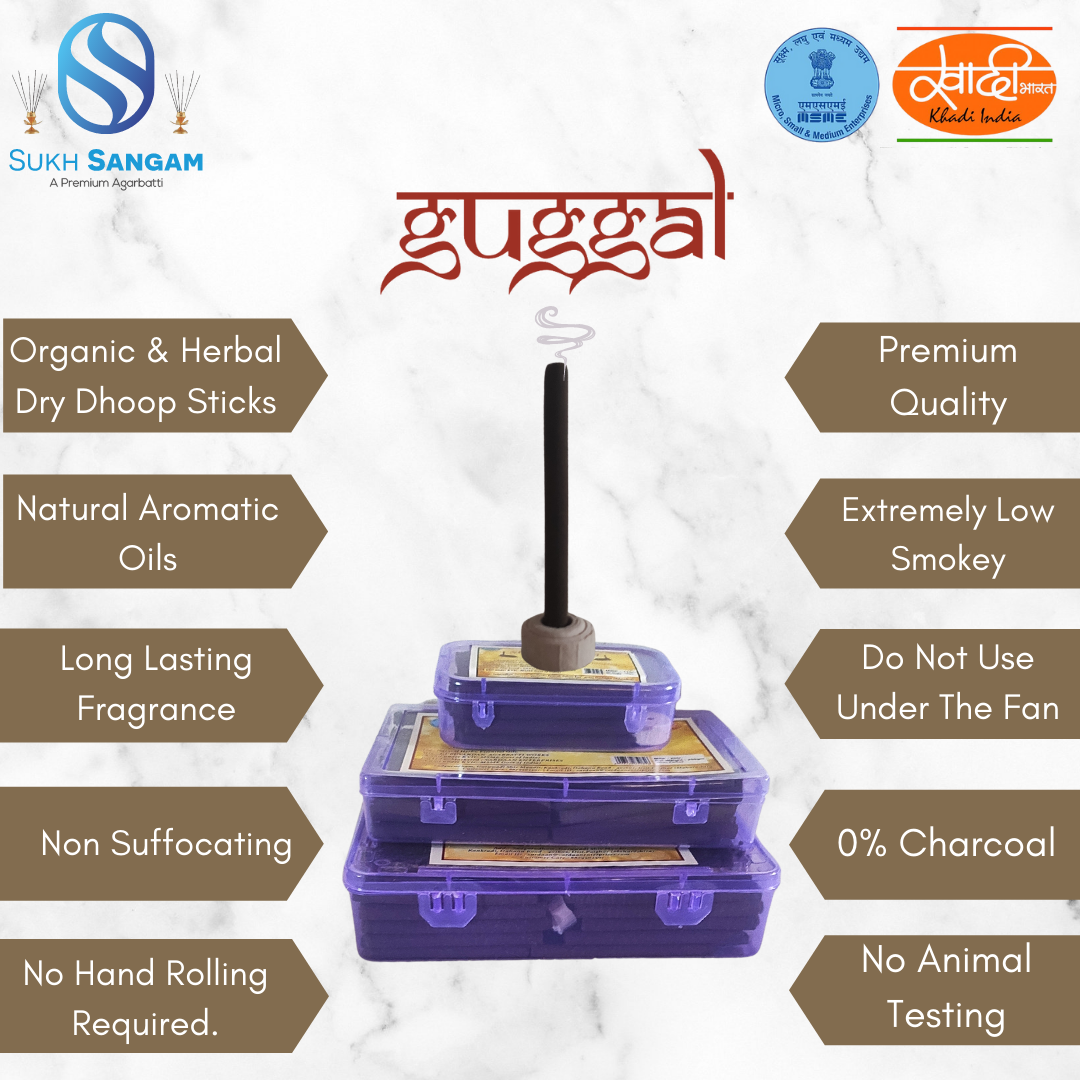 SUKH SANGAM
A Premium Agarbatti
सूक्ष्म, लघु एवं मध्यम उद्यम
एमएसएमई
MSME
Micro, Small & Medium Enterprises
खादी भारत
Khadi India
guggal
Organic & Herbal
Dry Dhoop Sticks
Natural Aromatic
Oils
Long Lasting
Fragrance
Non Suffocating
No Hand Rolling
Required.
Premium
Quality
Extremely Low
Smokey
Do Not Use
Under The Fan
0% Charcoal
No Animal
Testing